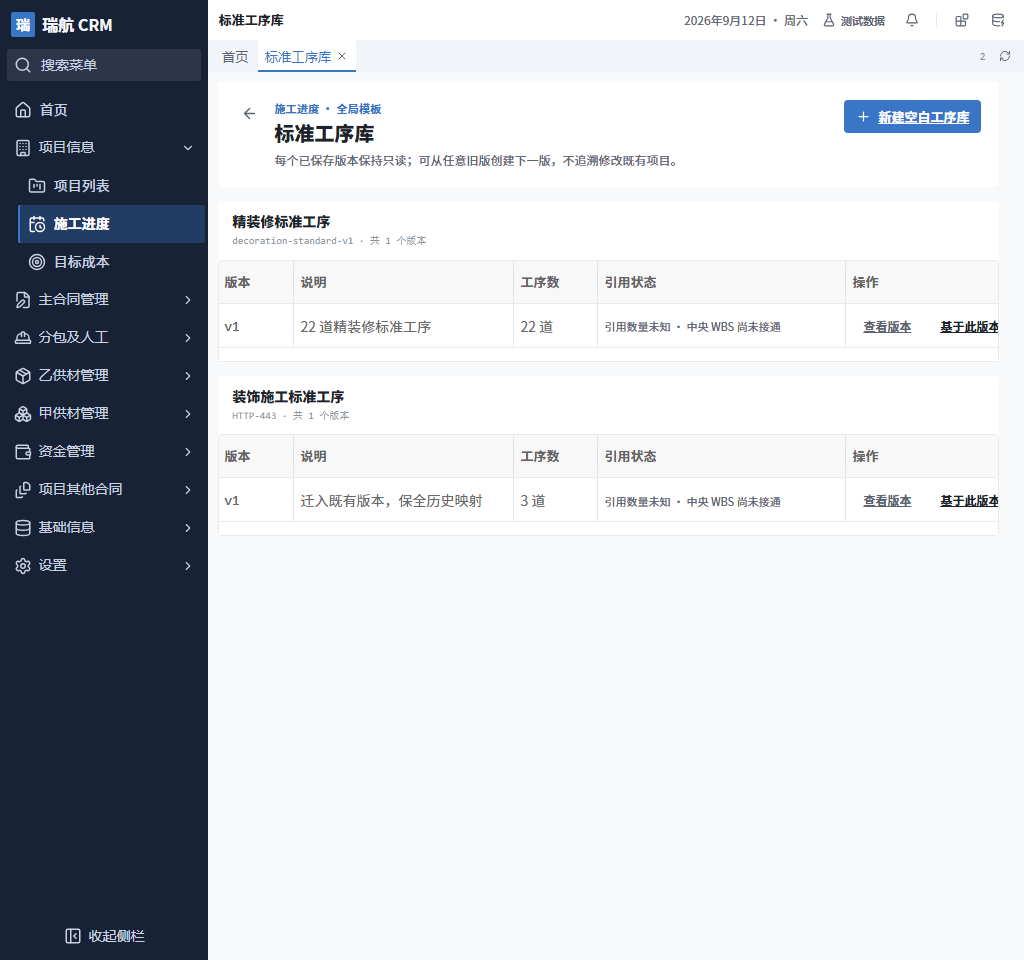 瑞 瑞航 CRM
搜索菜单
首页
项目信息
项目列表
施工进度
目标成本
主合同管理
分包及人工
乙供材管理
甲供材管理
资金管理
项目其他合同
基础信息
设置
收起侧栏
标准工序库
2026年9月12日 · 周六 测试数据
首页 标准工序库 2
施工进度 · 全局模板
标准工序库
每个已保存版本保持只读；可从任意旧版创建下一版，不追溯修改既有项目。
新建空白工序库
精装修标准工序
decoration-standard-v1 · 共 1 个版本
版本 说明 工序数 引用状态 操作
v1 22 道精装修标准工序 22 道 引用数量未知 · 中央 WBS 尚未接通 查看版本 基于此版本
装饰施工标准工序
HTTP-443 · 共 1 个版本
版本 说明 工序数 引用状态 操作
v1 迁入既有版本，保全历史映射 3 道 引用数量未知 · 中央 WBS 尚未接通 查看版本 基于此版本